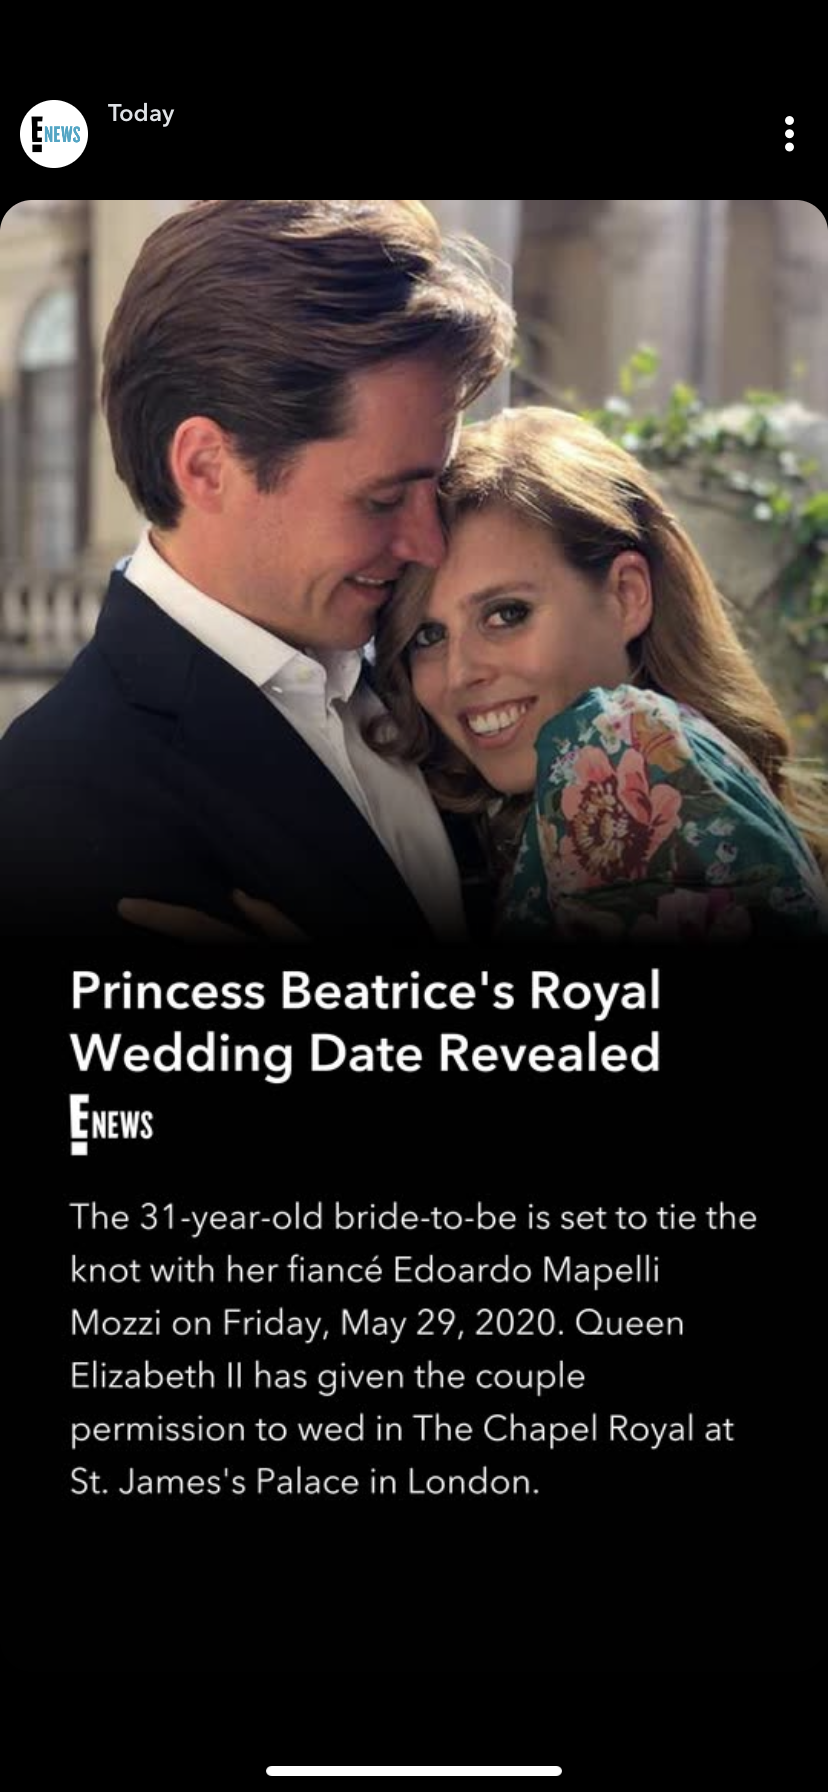 E NEWS
Today
Princess Beatrice's Royal
Wedding Date Revealed
E NEWS
The 31-year-old bride-to-be is set to tie the
knot with her fiancé Edoardo Mapelli
Mozzi on Friday, May 29, 2020. Queen
Elizabeth II has given the couple
permission to wed in The Chapel Royal at
St. James's Palace in London.